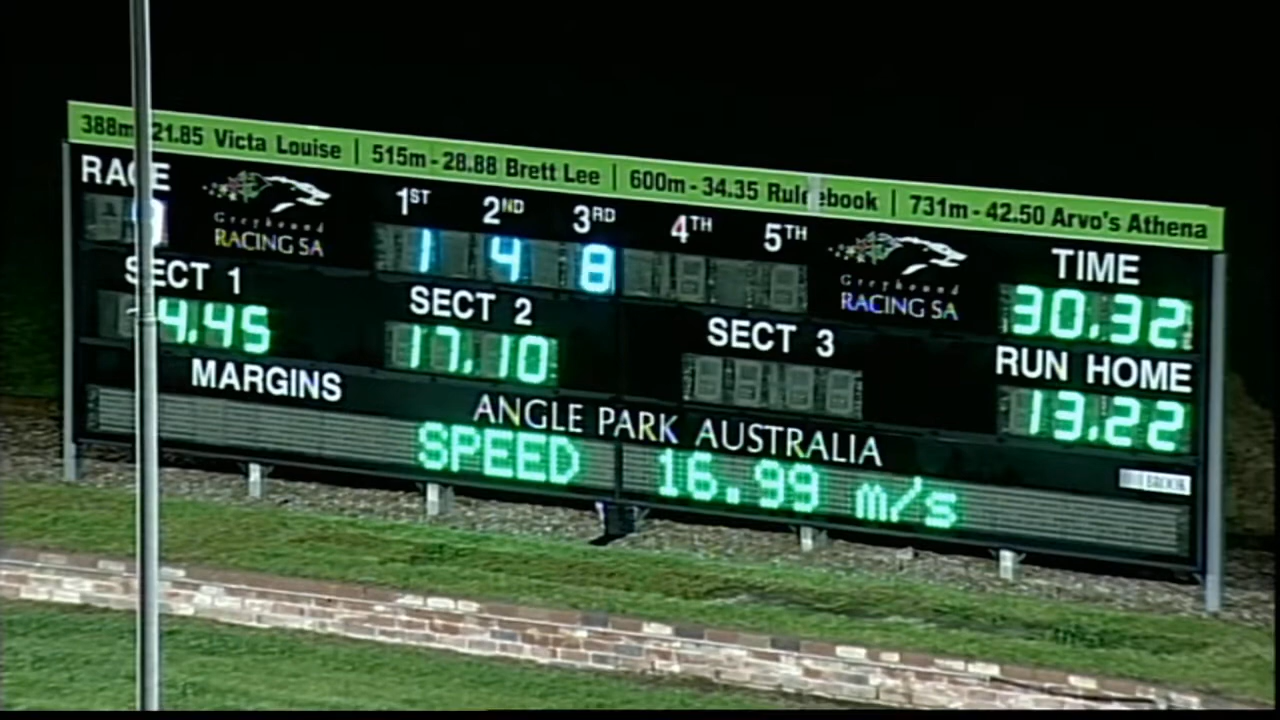 388m 21.85 Victa Louise | 515m - 28.88 Brett Lee | 600m - 34.35 Rulebook | 731m - 42.50 Arvo's Athena
RACE
Greyhound
RACING SA
1ST 2ND 3RD 4TH 5TH
1 4 8
Greyhound
RACING SA
TIME
30.32
SECT 1
4.45
SECT 2
17.10
SECT 3
RUN HOME
13.22
MARGINS
ANGLE PARK AUSTRALIA
SPEED 16.99 m/s